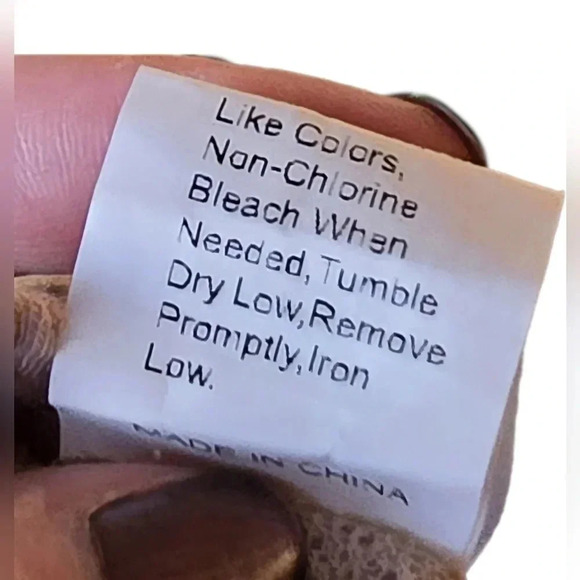 Like Colors,
Non-Chlorine
Bleach When
Needed,Tumble
Dry Low,Remove
Promptly,Iron
Low.
MADE IN CHINA